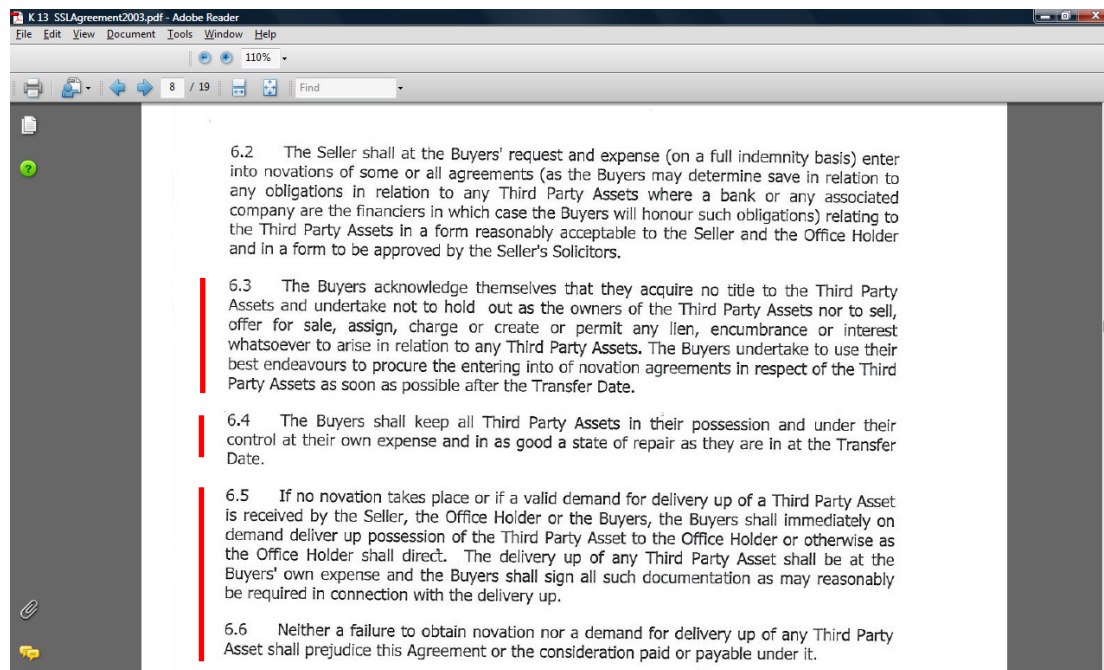 K 13 SSLAgreement2003.pdf - Adobe Reader
File Edit View Document Tools Window Help
110%
8 / 19 Find
6.2 The Seller shall at the Buyers' request and expense (on a full indemnity basis) enter
into novations of some or all agreements (as the Buyers may determine save in relation to
any obligations in relation to any Third Party Assets where a bank or any associated
company are the financiers in which case the Buyers will honour such obligations) relating to
the Third Party Assets in a form reasonably acceptable to the Seller and the Office Holder
and in a form to be approved by the Seller's Solicitors.
6.3 The Buyers acknowledge themselves that they acquire no title to the Third Party
Assets and undertake not to hold out as the owners of the Third Party Assets nor to sell,
offer for sale, assign, charge or create or permit any lien, encumbrance or interest
whatsoever to arise in relation to any Third Party Assets. The Buyers undertake to use their
best endeavours to procure the entering into of novation agreements in respect of the Third
Party Assets as soon as possible after the Transfer Date.
6.4 The Buyers shall keep all Third Party Assets in their possession and under their
control at their own expense and in as good a state of repair as they are in at the Transfer
Date.
6.5 If no novation takes place or if a valid demand for delivery up of a Third Party Asset
is received by the Seller, the Office Holder or the Buyers, the Buyers shall immediately on
demand deliver up possession of the Third Party Asset to the Office Holder or otherwise as
the Office Holder shall direct. The delivery up of any Third Party Asset shall be at the
Buyers' own expense and the Buyers shall sign all such documentation as may reasonably
be required in connection with the delivery up.
6.6 Neither a failure to obtain novation nor a demand for delivery up of any Third Party
Asset shall prejudice this Agreement or the consideration paid or payable under it.